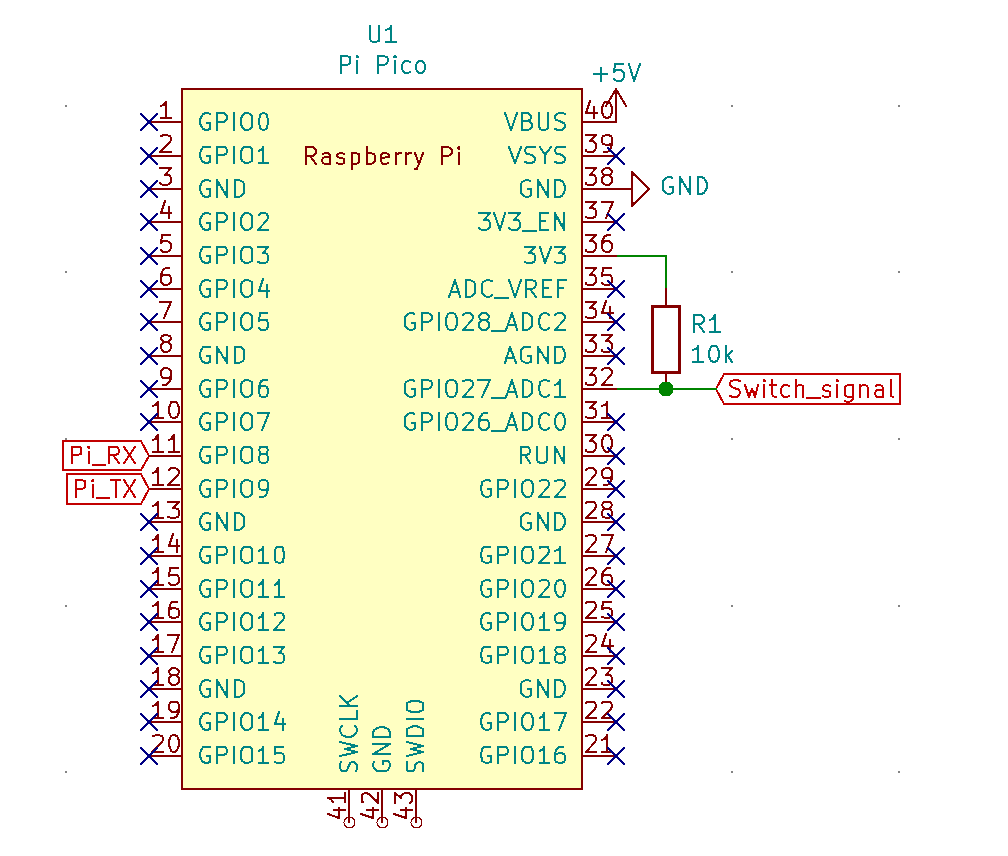 U1
Pi Pico
+5V
1 GPIO0 VBUS 40
2 GPIO1 Raspberry Pi VSYS 39
3 GND GND 38 GND
4 GPIO2 3V3_EN 37
5 GPIO3 3V3 36
6 GPIO4 ADC_VREF 35
7 GPIO5 GPIO28_ADC2 34 R1
8 GND AGND 33 10k
9 GPIO6 GPIO27_ADC1 32 Switch_signal
10 GPIO7 GPIO26_ADC0 31
Pi_RX 11 GPIO8 RUN 30
Pi_TX 12 GPIO9 GPIO22 29
13 GND GND 28
14 GPIO10 GPIO21 27
15 GPIO11 GPIO20 26
16 GPIO12 GPIO19 25
17 GPIO13 GPIO18 24
18 GND GND 23
19 GPIO14 GPIO17 22
20 GPIO15 GPIO16 21
SWCLK GND SWDIO
41 42 43